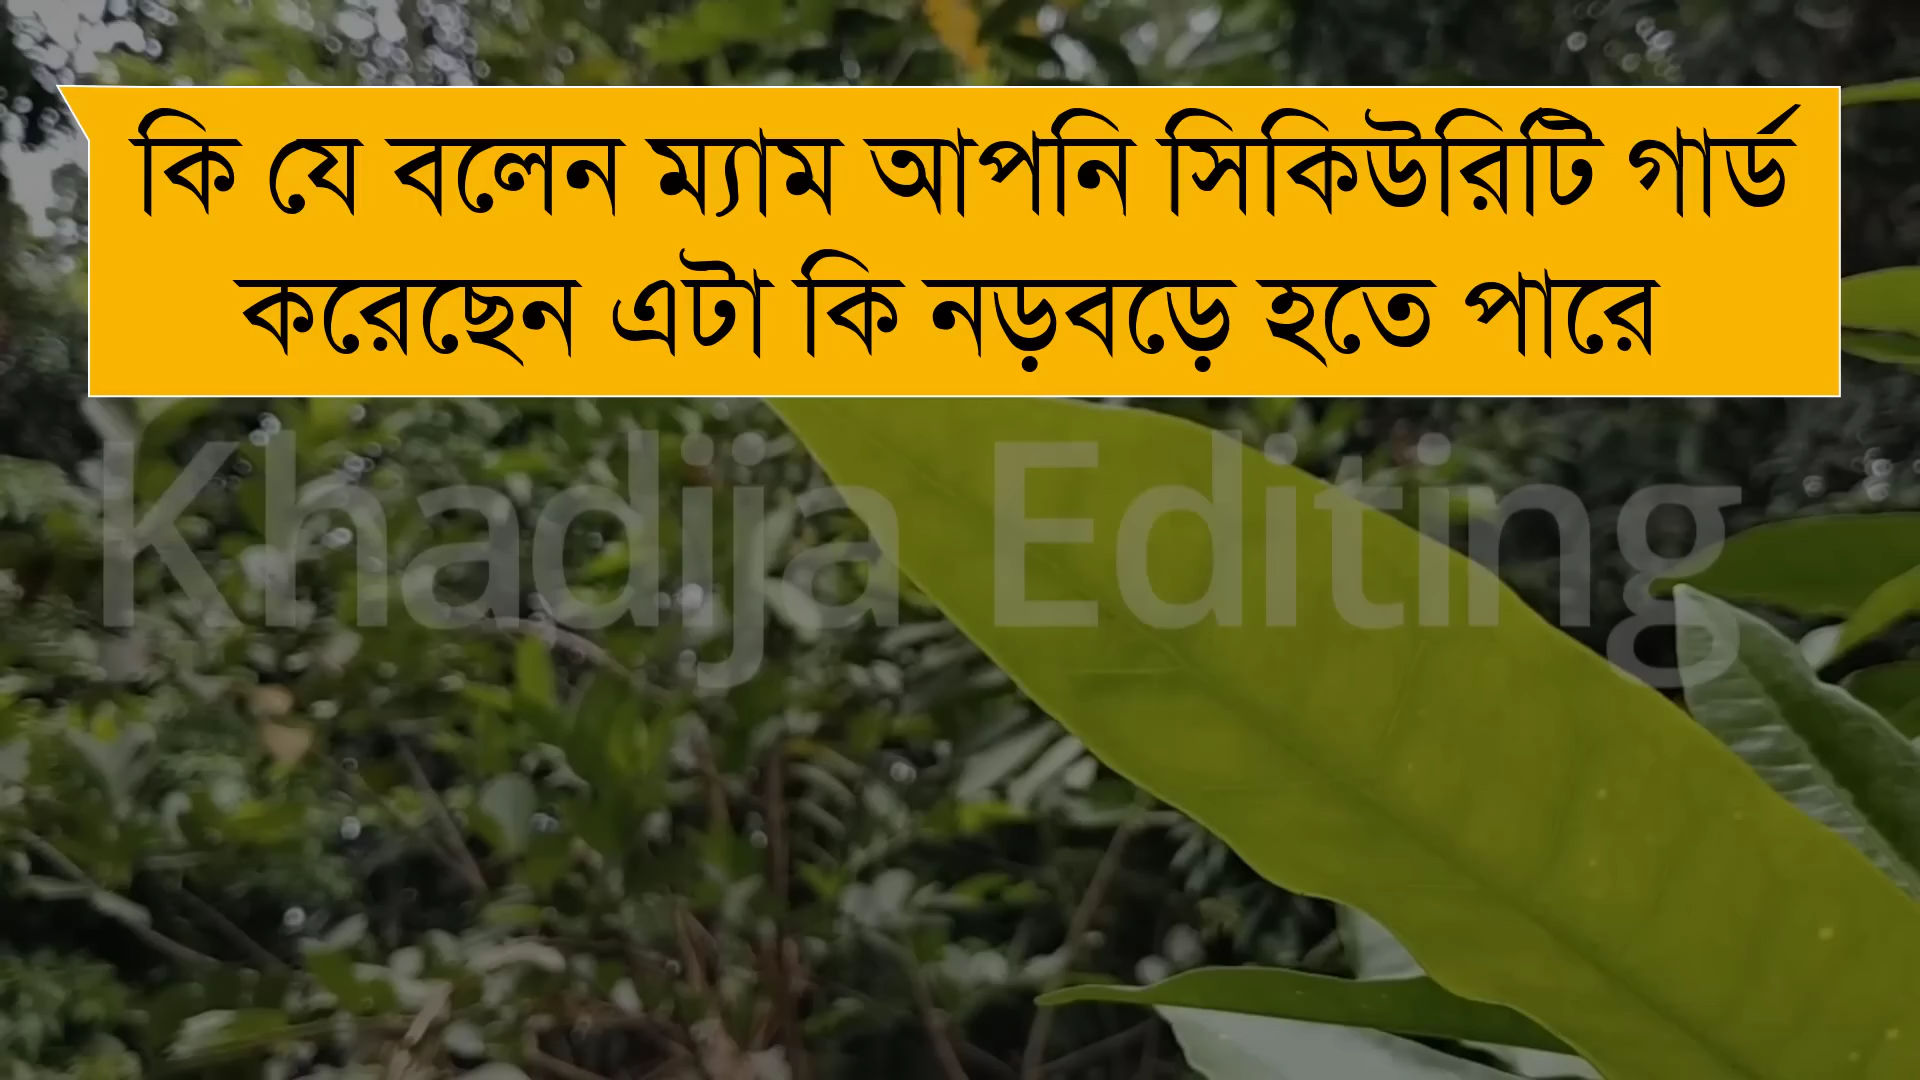 কি যে বলেন ম্যাম আপনি সিকিউরিটি গার্ড
করেছেন এটা কি নড়বড়ে হতে পারে
Khadija Editing